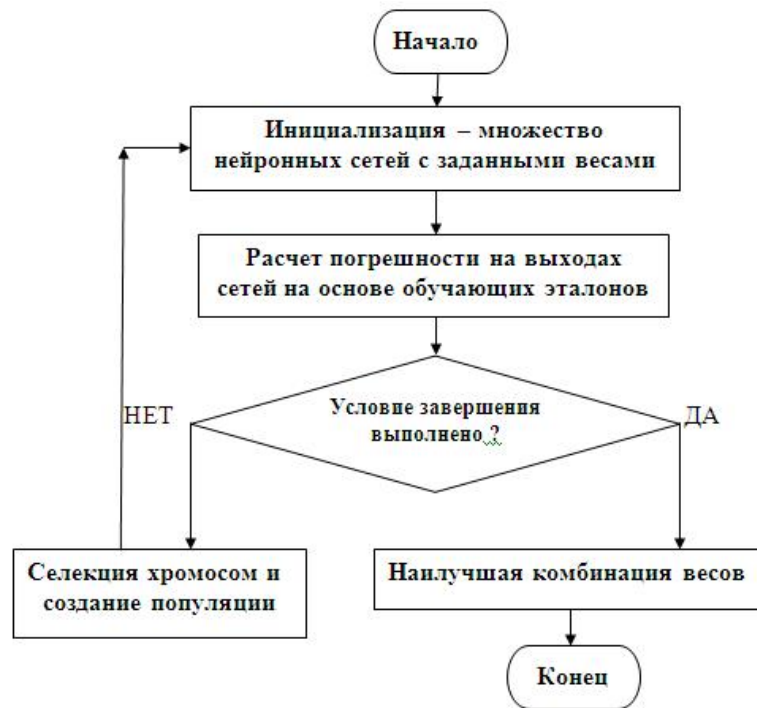 Начало
Инициализация – множество
нейронных сетей с заданными весами
Расчет погрешности на выходах
сетей на основе обучающих эталонов
Условие завершения
выполнено ?
НЕТ
ДА
Селекция хромосом и
создание популяции
Наилучшая комбинация весов
Конец